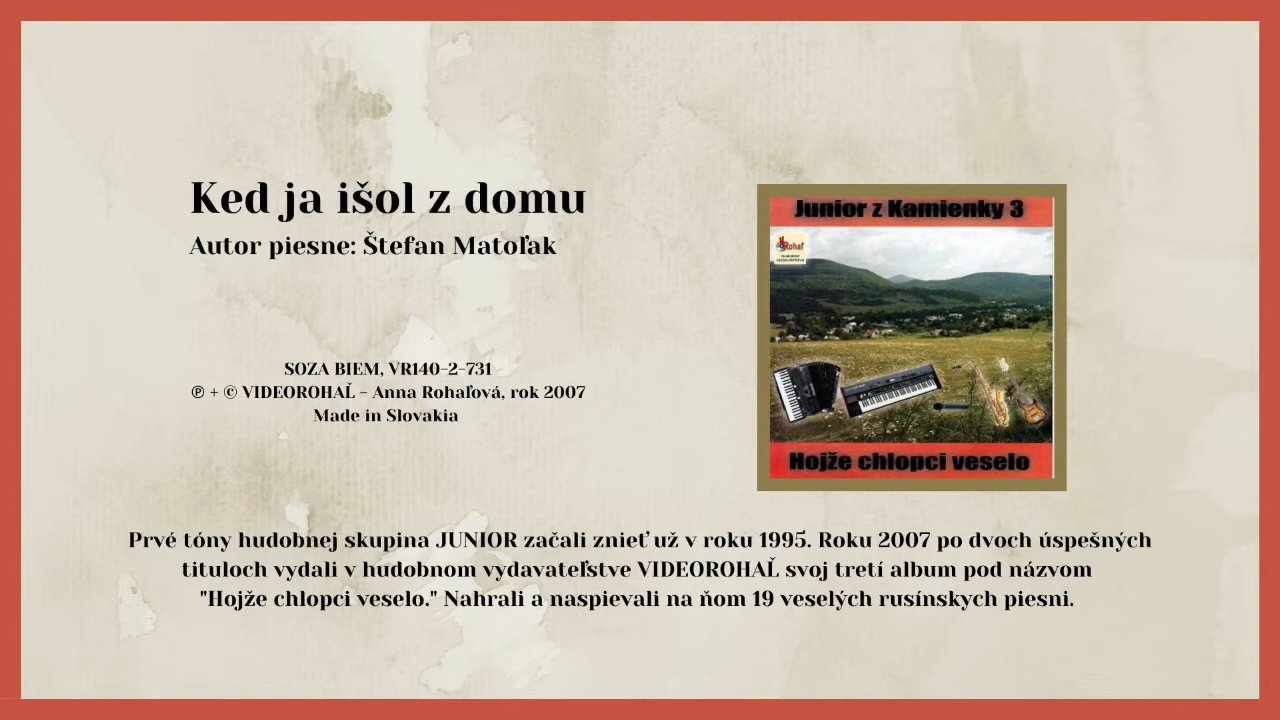 Ked ja išol z domu
Autor piesne: Štefan Matoľak
SOZA BIEM, VR140-2-731
℗ + © VIDEOROHAĽ - Anna Rohaľová, rok 2007
Made in Slovakia
Junior z Kamienky 3
Rohaľ
hudobné
vydavateľstvo
Hojže chlopci veselo
Prvé tóny hudobnej skupina JUNIOR začali znieť už v roku 1995. Roku 2007 po dvoch úspešných
tituloch vydali v hudobnom vydavateľstve VIDEOROHAĽ svoj tretí album pod názvom
"Hojže chlopci veselo." Nahrali a naspievali na ňom 19 veselých rusínskych piesni.